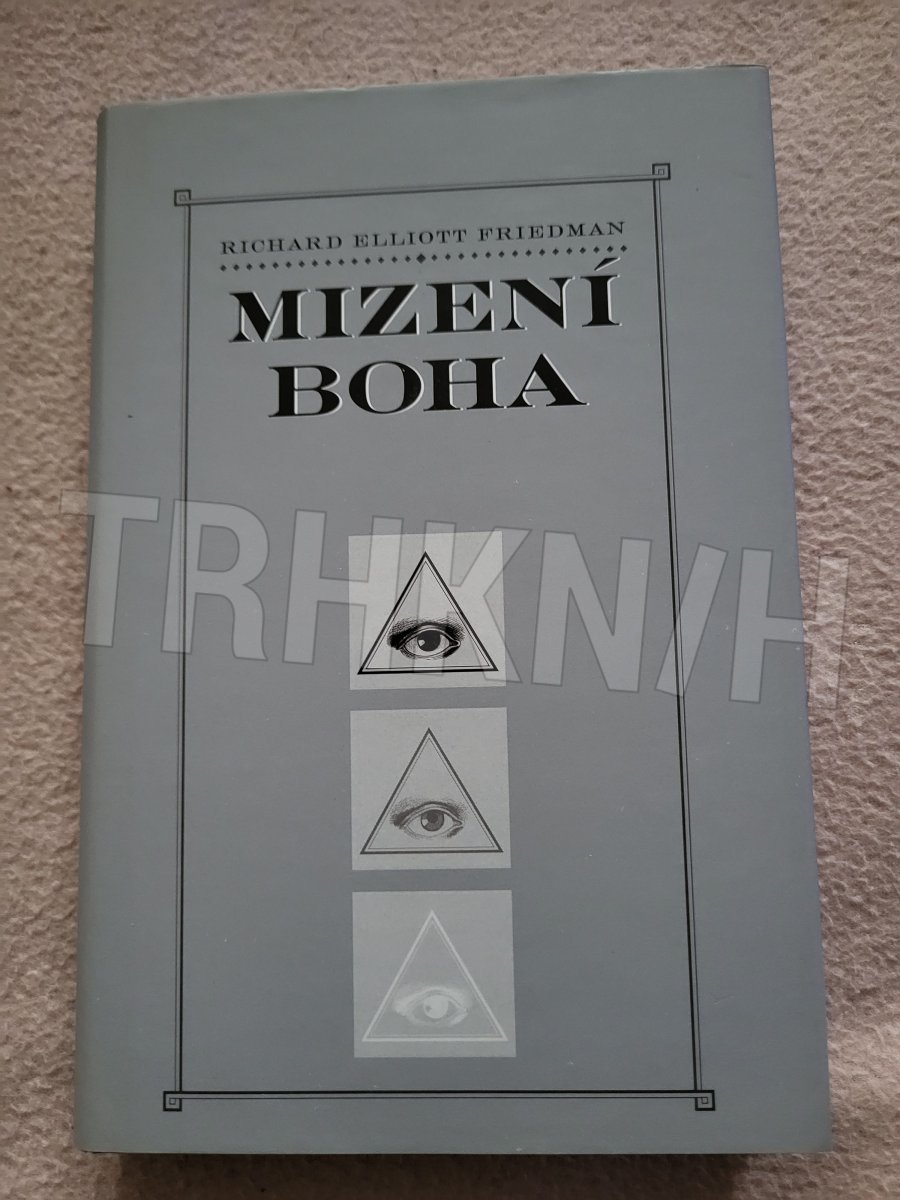 RICHARD ELLIOTT FRIEDMAN
MIZENÍ
BOHA
TRHKNIH